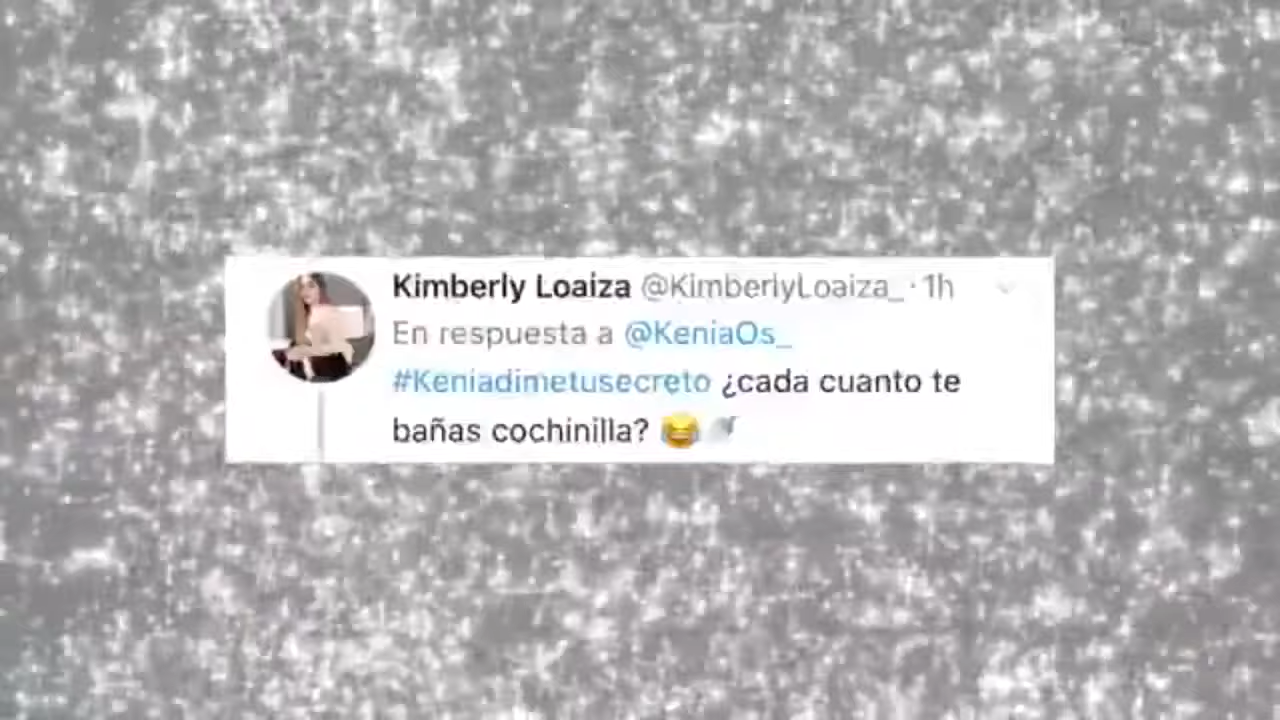 Kimberly Loaiza @KimberlyLoaiza_ · 1h
En respuesta a @KeniaOs_
#Keniadimetusecreto ¿cada cuanto te
bañas cochinilla? 😂🚿